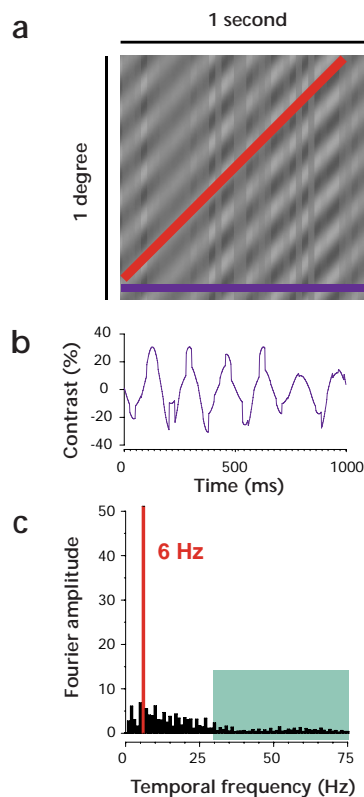 a
1 second
1 degree
b
Contrast (%)
40
20
0
-20
-40
0
500
1000
Time (ms)
c
Fourier amplitude
50
40
30
20
10
0
6 Hz
0
25
50
75
Temporal frequency (Hz)